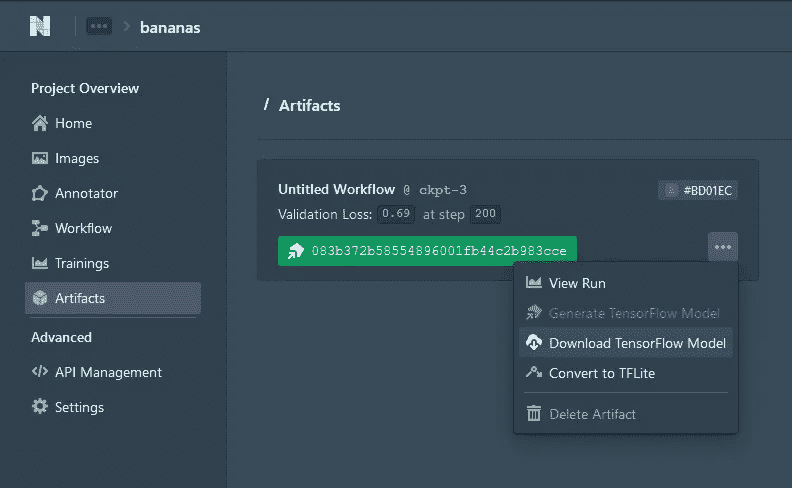 N ••• > bananas
Project Overview
Home
Images
Annotator
Workflow
Trainings
Artifacts
Advanced
API Management
Settings
/ Artifacts
Untitled Workflow @ ckpt-3
#BD01EC
Validation Loss: 0.69 at step 200
083b372b58554896001fb44c2b983cce
•••
View Run
Generate TensorFlow Model
Download TensorFlow Model
Convert to TFLite
Delete Artifact